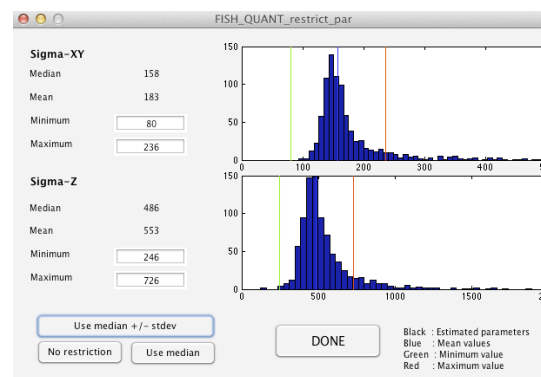 FISH_QUANT_restrict_par
Sigma-XY
Median 158
Mean 183
Minimum 80
Maximum 236
Sigma-Z
Median 486
Mean 553
Minimum 246
Maximum 726
Use median +/- stdev
No restriction Use median
150
100
50
0
0 100 200 300 400
150
100
50
0
0 500 1000 1500
DONE
Black : Estimated parameters
Blue : Mean values
Green : Minimum value
Red : Maximum value